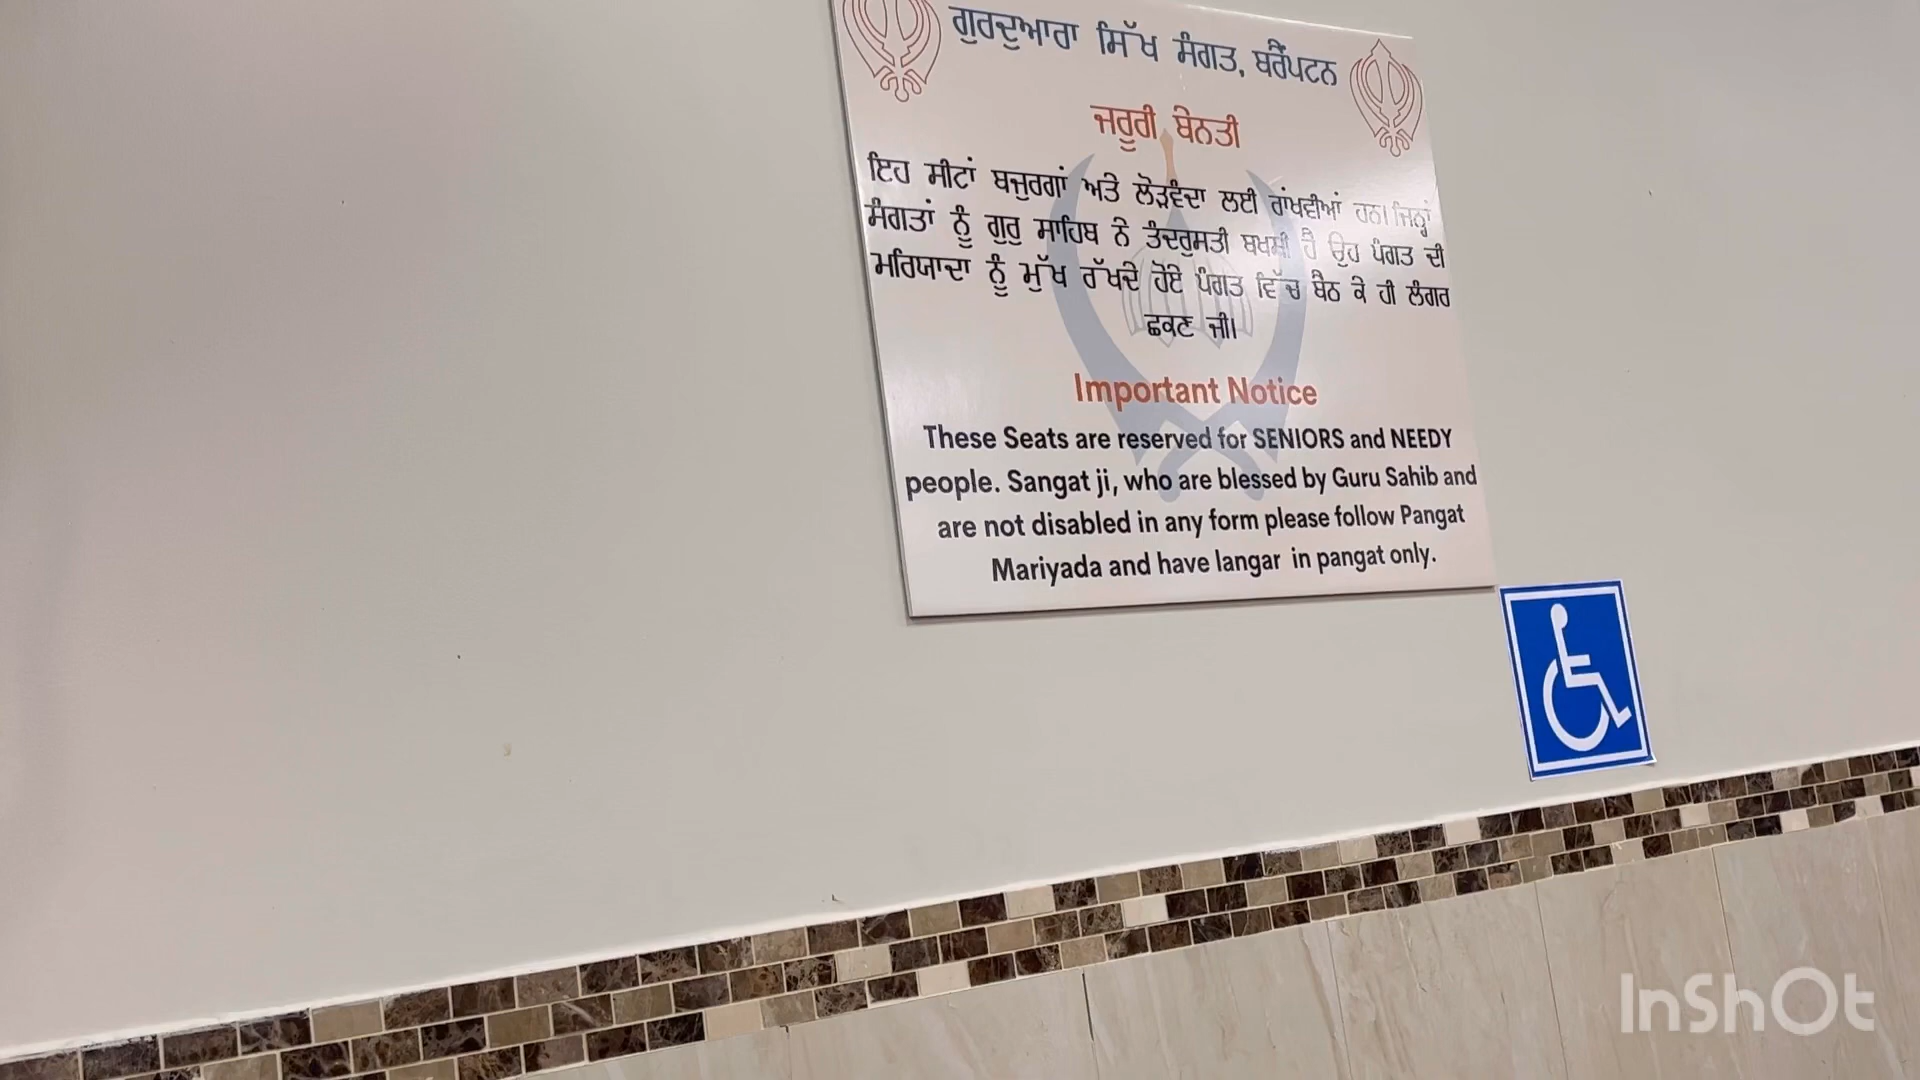 ਗੁਰਦੁਆਰਾ ਸਿੱਖ ਸੰਗਤ, ਬਰੈਂਪਟਨ
ਜਰੂਰੀ ਬੇਨਤੀ
ਇਹ ਸੀਟਾਂ ਬਜੁਰਗਾਂ ਅਤੇ ਲੋੜਵੰਦਾ ਲਈ ਰਾਂਖਵੀਆਂ ਹਨ। ਜਿਨ੍ਹਾਂ
ਸੰਗਤਾਂ ਨੂੰ ਗੁਰੁ ਸਾਹਿਬ ਨੇ ਤੰਦਰੁਸਤੀ ਬਖਸ਼ੀ ਹੈ ਉਹ ਪੰਗਤ ਦੀ
ਮਰਿਯਾਦਾ ਨੂੰ ਮੁੱਖ ਰੱਖਦੇ ਹੋਏ ਪੰਗਤ ਵਿੱਚ ਬੈਠ ਕੇ ਹੀ ਲੰਗਰ
ਛਕਣ ਜੀ।
Important Notice
These Seats are reserved for SENIORS and NEEDY
people. Sangat ji, who are blessed by Guru Sahib and
are not disabled in any form please follow Pangat
Mariyada and have langar in pangat only.
InShOt